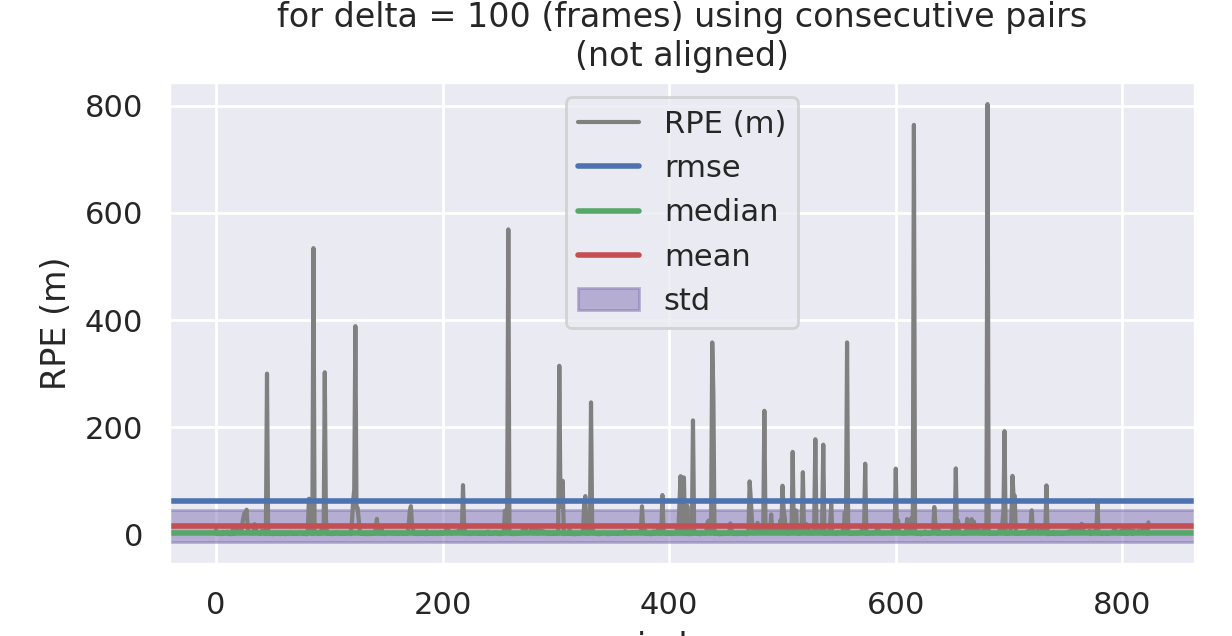 for delta = 100 (frames) using consecutive pairs
(not aligned)
800
600
400
200
0
RPE (m)
RPE (m)
rmse
median
mean
std
0
200
400
600
800